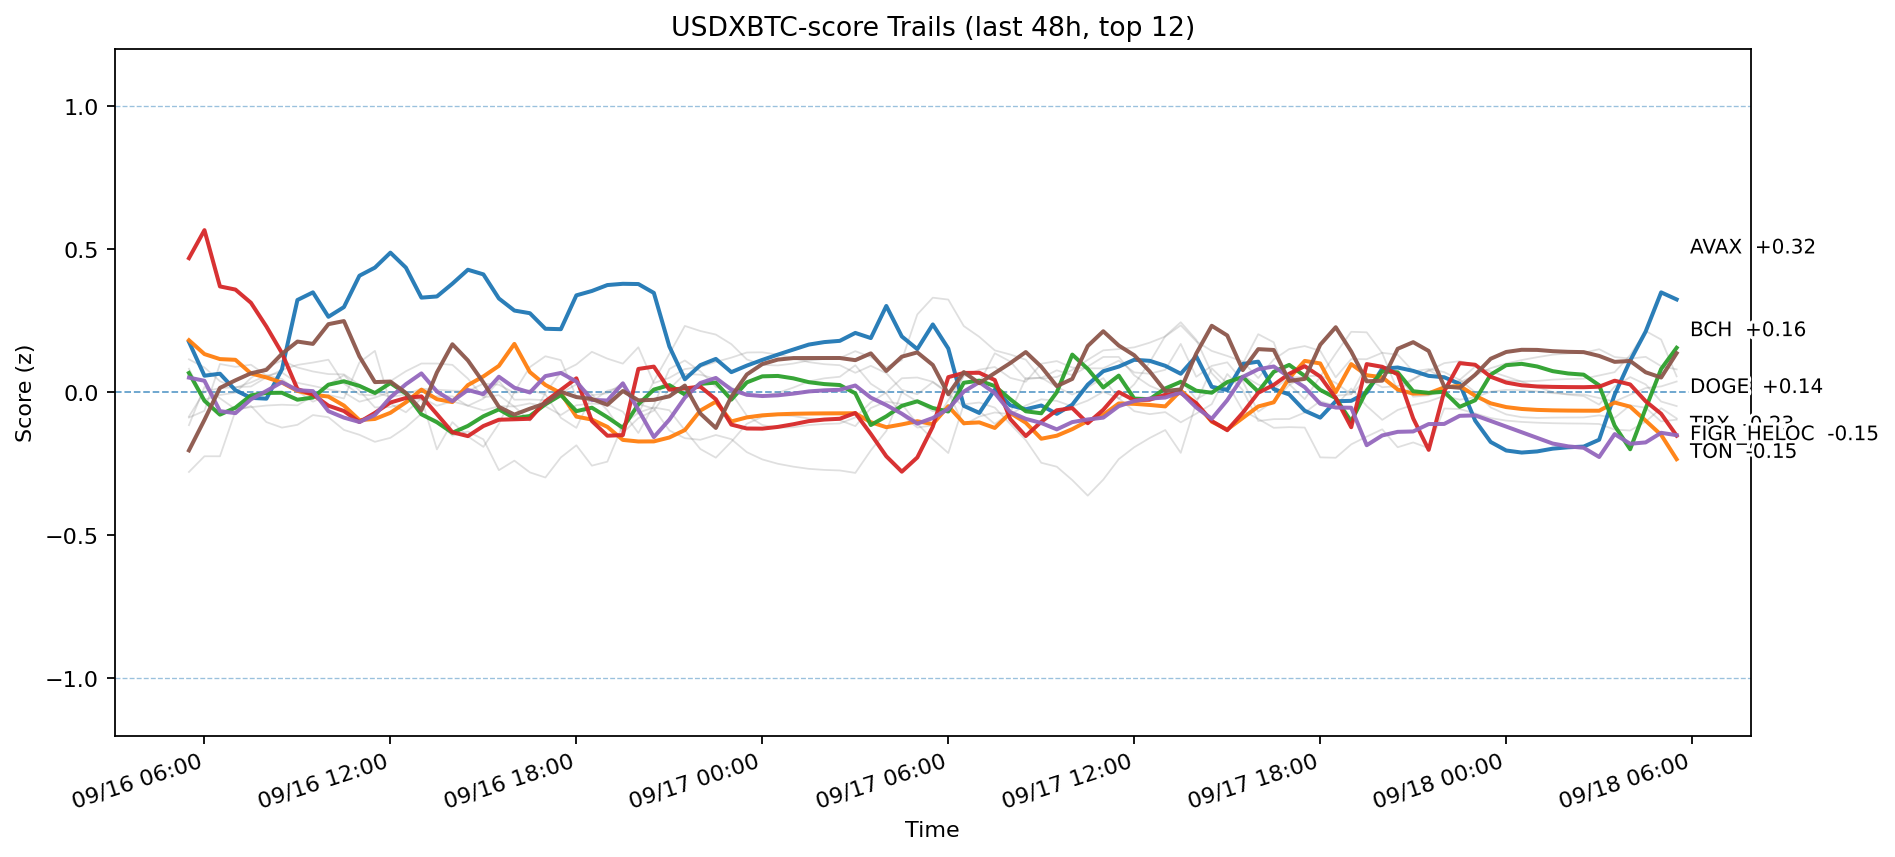 USDXBTC-score Trails (last 48h, top 12)
Score (z)
1.0
0.5
0.0
−0.5
−1.0
AVAX +0.32
BCH +0.16
DOGE +0.14
FIGR_HELOC -0.15
TON -0.15
09/16 06:00
09/16 12:00
09/16 18:00
09/17 00:00
09/17 06:00
09/17 12:00
09/17 18:00
09/18 00:00
09/18 06:00
Time